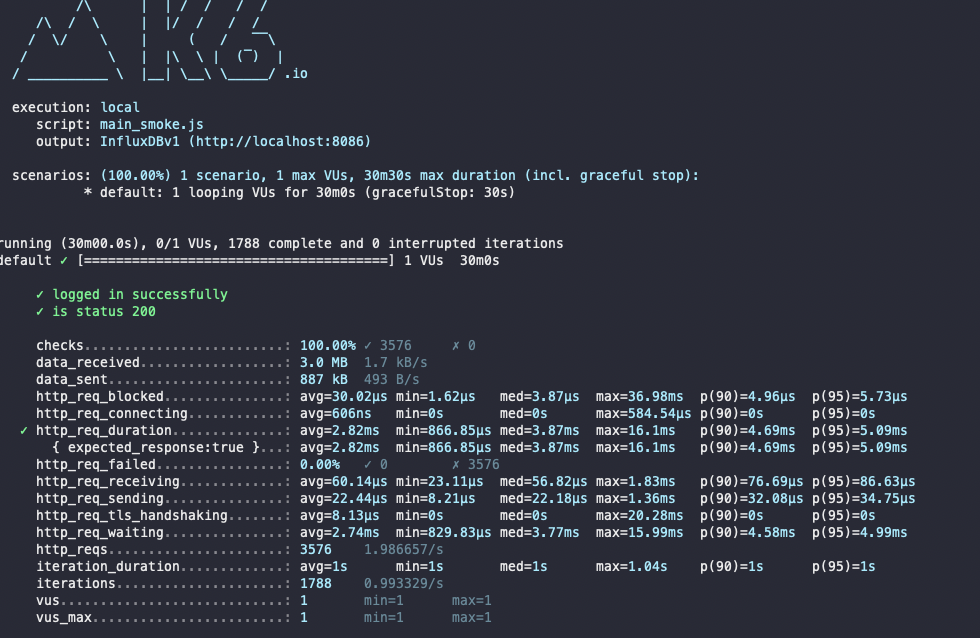 /\      |  | /  /   /  /
    /\  /  \     |  |/  /   /  /
   /  \/    \    |     (   /   ‾‾\
  /          \   |  |\  \ |  (‾)  |
 / __________ \  |__| \__\ \_____/ .io
execution: local
script: main_smoke.js
output: InfluxDBv1 (http://localhost:8086)
scenarios: (100.00%) 1 scenario, 1 max VUs, 30m30s max duration (incl. graceful stop):
* default: 1 looping VUs for 30m0s (gracefulStop: 30s)
running (30m00.0s), 0/1 VUs, 1788 complete and 0 interrupted iterations
default ✓ [======================================] 1 VUs  30m0s
✓ logged in successfully
✓ is status 200
checks.........................: 100.00% ✓ 3576     ✗ 0
data_received..................: 3.0 MB  1.7 kB/s
data_sent......................: 887 kB  493 B/s
http_req_blocked...............: avg=30.02µs min=1.62µs   med=3.87µs  max=36.98ms  p(90)=4.96µs  p(95)=5.73µs
http_req_connecting............: avg=606ns   min=0s       med=0s      max=584.54µs p(90)=0s      p(95)=0s
✓ http_req_duration..............: avg=2.82ms  min=866.85µs med=3.87ms  max=16.1ms   p(90)=4.69ms  p(95)=5.09ms
{ expected_response:true }...: avg=2.82ms  min=866.85µs med=3.87ms  max=16.1ms   p(90)=4.69ms  p(95)=5.09ms
http_req_failed................: 0.00%   ✓ 0        ✗ 3576
http_req_receiving.............: avg=60.14µs min=23.11µs  med=56.82µs max=1.83ms   p(90)=76.69µs p(95)=86.63µs
http_req_sending...............: avg=22.44µs min=8.21µs   med=22.18µs max=1.36ms   p(90)=32.08µs p(95)=34.75µs
http_req_tls_handshaking.......: avg=8.13µs  min=0s       med=0s      max=20.28ms  p(90)=0s      p(95)=0s
http_req_waiting...............: avg=2.74ms  min=829.83µs med=3.77ms  max=15.99ms  p(90)=4.58ms  p(95)=4.99ms
http_reqs......................: 3576    1.986657/s
iteration_duration.............: avg=1s      min=1s       med=1s      max=1.04s    p(90)=1s      p(95)=1s
iterations.....................: 1788    0.993329/s
vus............................: 1       min=1      max=1
vus_max........................: 1       min=1      max=1